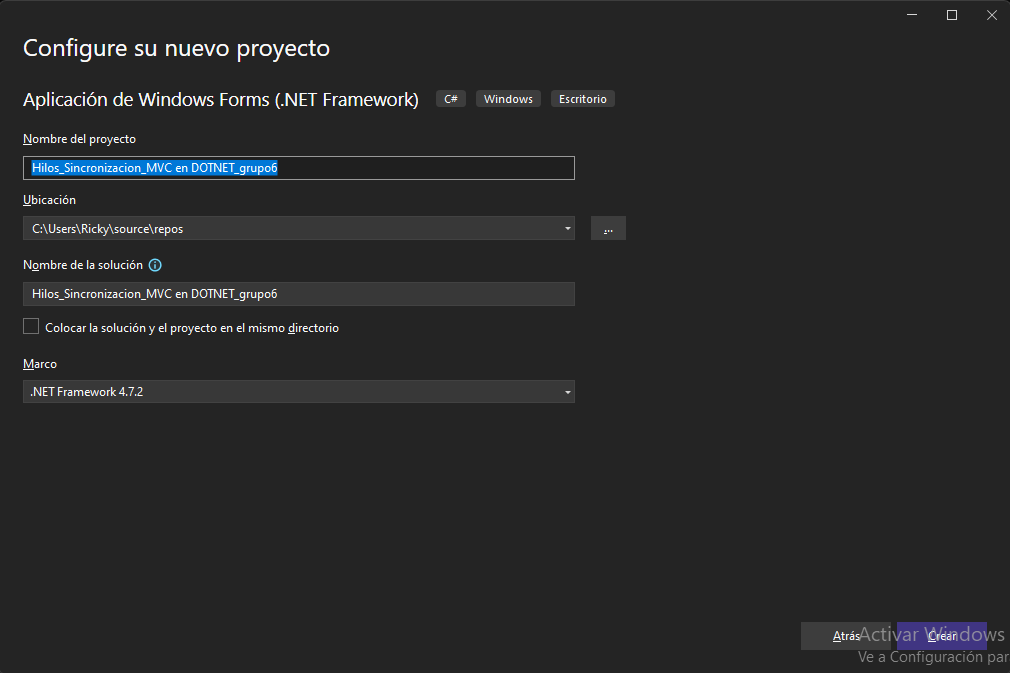 Configure su nuevo proyecto
Aplicación de Windows Forms (.NET Framework) C# Windows Escritorio
Nombre del proyecto
Hilos_Sincronizacion_MVC en DOTNET_grupo6
Ubicación
C:\Users\Ricky\source\repos
...
Nombre de la solución
Hilos_Sincronizacion_MVC en DOTNET_grupo6
Colocar la solución y el proyecto en el mismo directorio
Marco
.NET Framework 4.7.2
Atrás Crear
Activar Windows
Ve a Configuración par